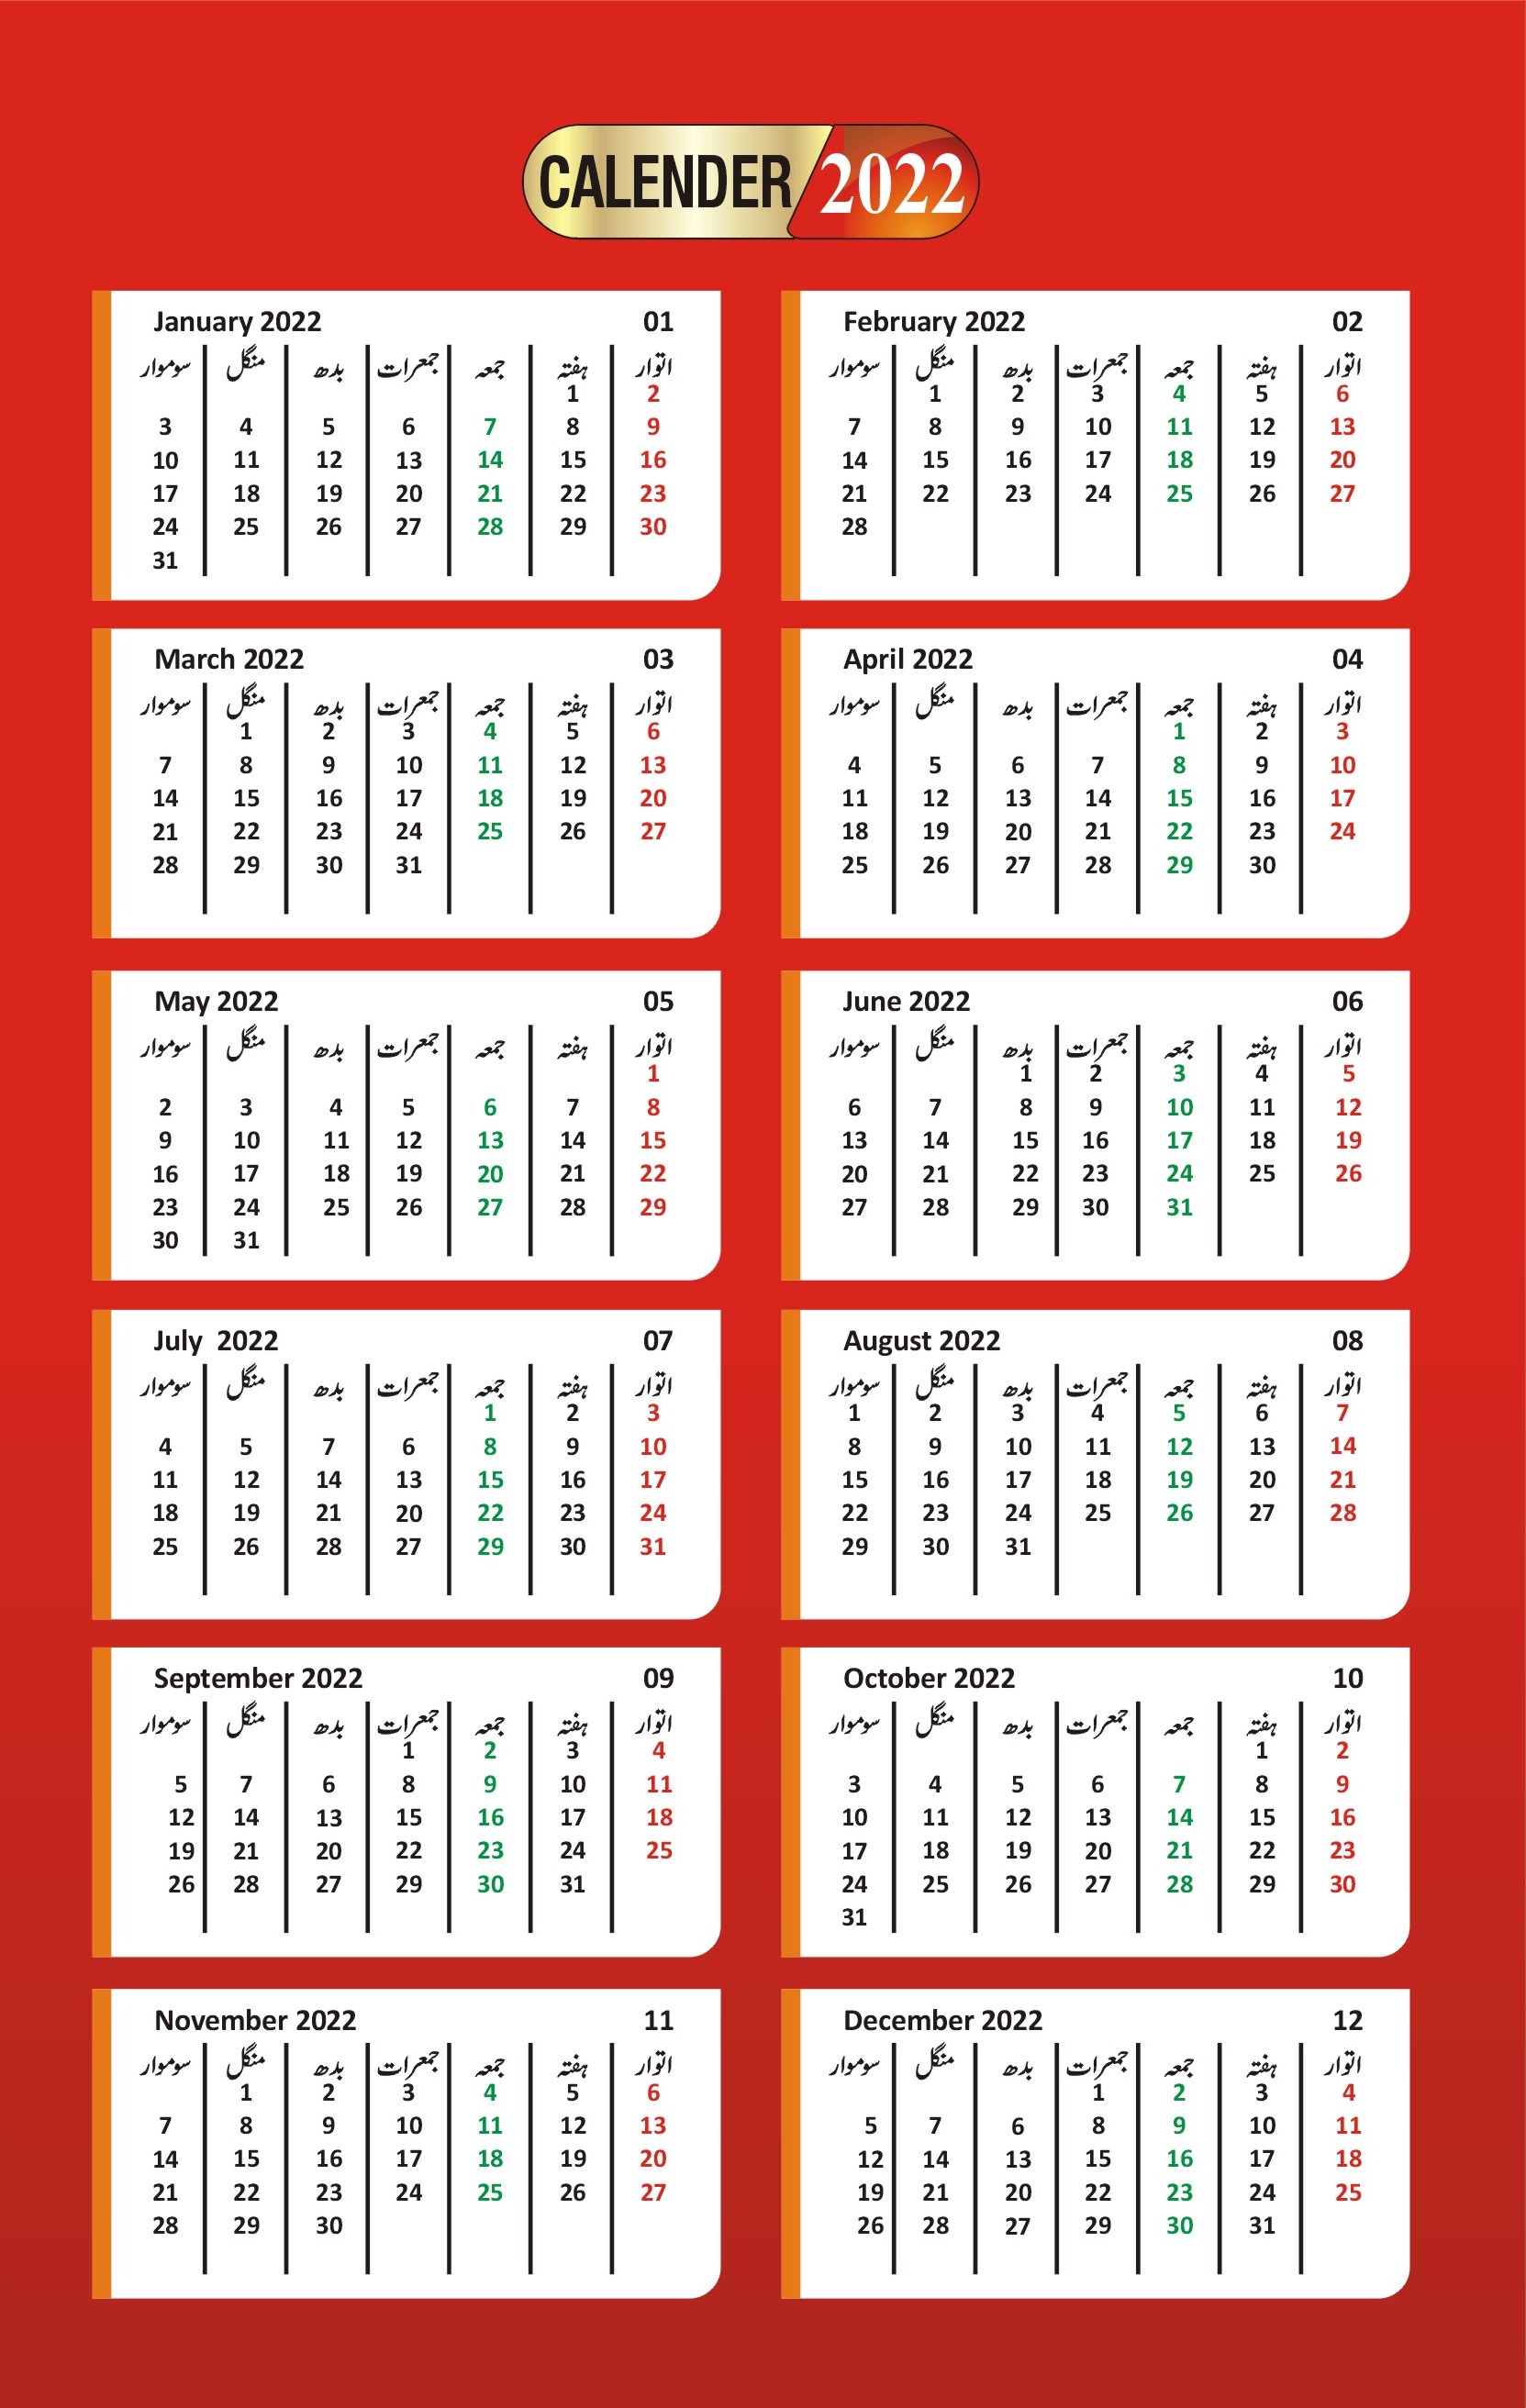 CALENDER 2022
January 2022 01
سوموار منگل بدھ جمعرات جمعہ ہفتہ اتوار
1 2
3 4 5 6 7 8 9
10 11 12 13 14 15 16
17 18 19 20 21 22 23
24 25 26 27 28 29 30
31
February 2022 02
سوموار منگل بدھ جمعرات جمعہ ہفتہ اتوار
1 2 3 4 5 6
7 8 9 10 11 12 13
14 15 16 17 18 19 20
21 22 23 24 25 26 27
28
March 2022 03
سوموار منگل بدھ جمعرات جمعہ ہفتہ اتوار
1 2 3 4 5 6
7 8 9 10 11 12 13
14 15 16 17 18 19 20
21 22 23 24 25 26 27
28 29 30 31
April 2022 04
سوموار منگل بدھ جمعرات جمعہ ہفتہ اتوار
1 2 3
4 5 6 7 8 9 10
11 12 13 14 15 16 17
18 19 20 21 22 23 24
25 26 27 28 29 30
May 2022 05
سوموار منگل بدھ جمعرات جمعہ ہفتہ اتوار
1
2 3 4 5 6 7 8
9 10 11 12 13 14 15
16 17 18 19 20 21 22
23 24 25 26 27 28 29
30 31
June 2022 06
سوموار منگل بدھ جمعرات جمعہ ہفتہ اتوار
1 2 3 4 5
6 7 8 9 10 11 12
13 14 15 16 17 18 19
20 21 22 23 24 25 26
27 28 29 30 31
July 2022 07
سوموار منگل بدھ جمعرات جمعہ ہفتہ اتوار
1 2 3
4 5 7 6 8 9 10
11 12 14 13 15 16 17
18 19 21 20 22 23 24
25 26 28 27 29 30 31
August 2022 08
سوموار منگل بدھ جمعرات جمعہ ہفتہ اتوار
1 2 3 4 5 6 7
8 9 10 11 12 13 14
15 16 17 18 19 20 21
22 23 24 25 26 27 28
29 30 31
September 2022 09
سوموار منگل بدھ جمعرات جمعہ ہفتہ اتوار
1 2 3 4
5 7 6 8 9 10 11
12 14 13 15 16 17 18
19 21 20 22 23 24 25
26 28 27 29 30 31
October 2022 10
سوموار منگل بدھ جمعرات جمعہ ہفتہ اتوار
1 2
3 4 5 6 7 8 9
10 11 12 13 14 15 16
17 18 19 20 21 22 23
24 25 26 27 28 29 30
31
November 2022 11
سوموار منگل بدھ جمعرات جمعہ ہفتہ اتوار
1 2 3 4 5 6
7 8 9 10 11 12 13
14 15 16 17 18 19 20
21 22 23 24 25 26 27
28 29 30
December 2022 12
سوموار منگل بدھ جمعرات جمعہ ہفتہ اتوار
1 2 3 4
5 7 6 8 9 10 11
12 14 13 15 16 17 18
19 21 20 22 23 24 25
26 28 27 29 30 31